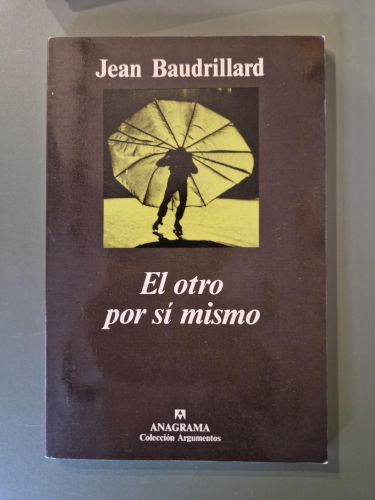 Jean Baudrillard
El otro
por sí mismo
ANAGRAMA
Colección Argumentos